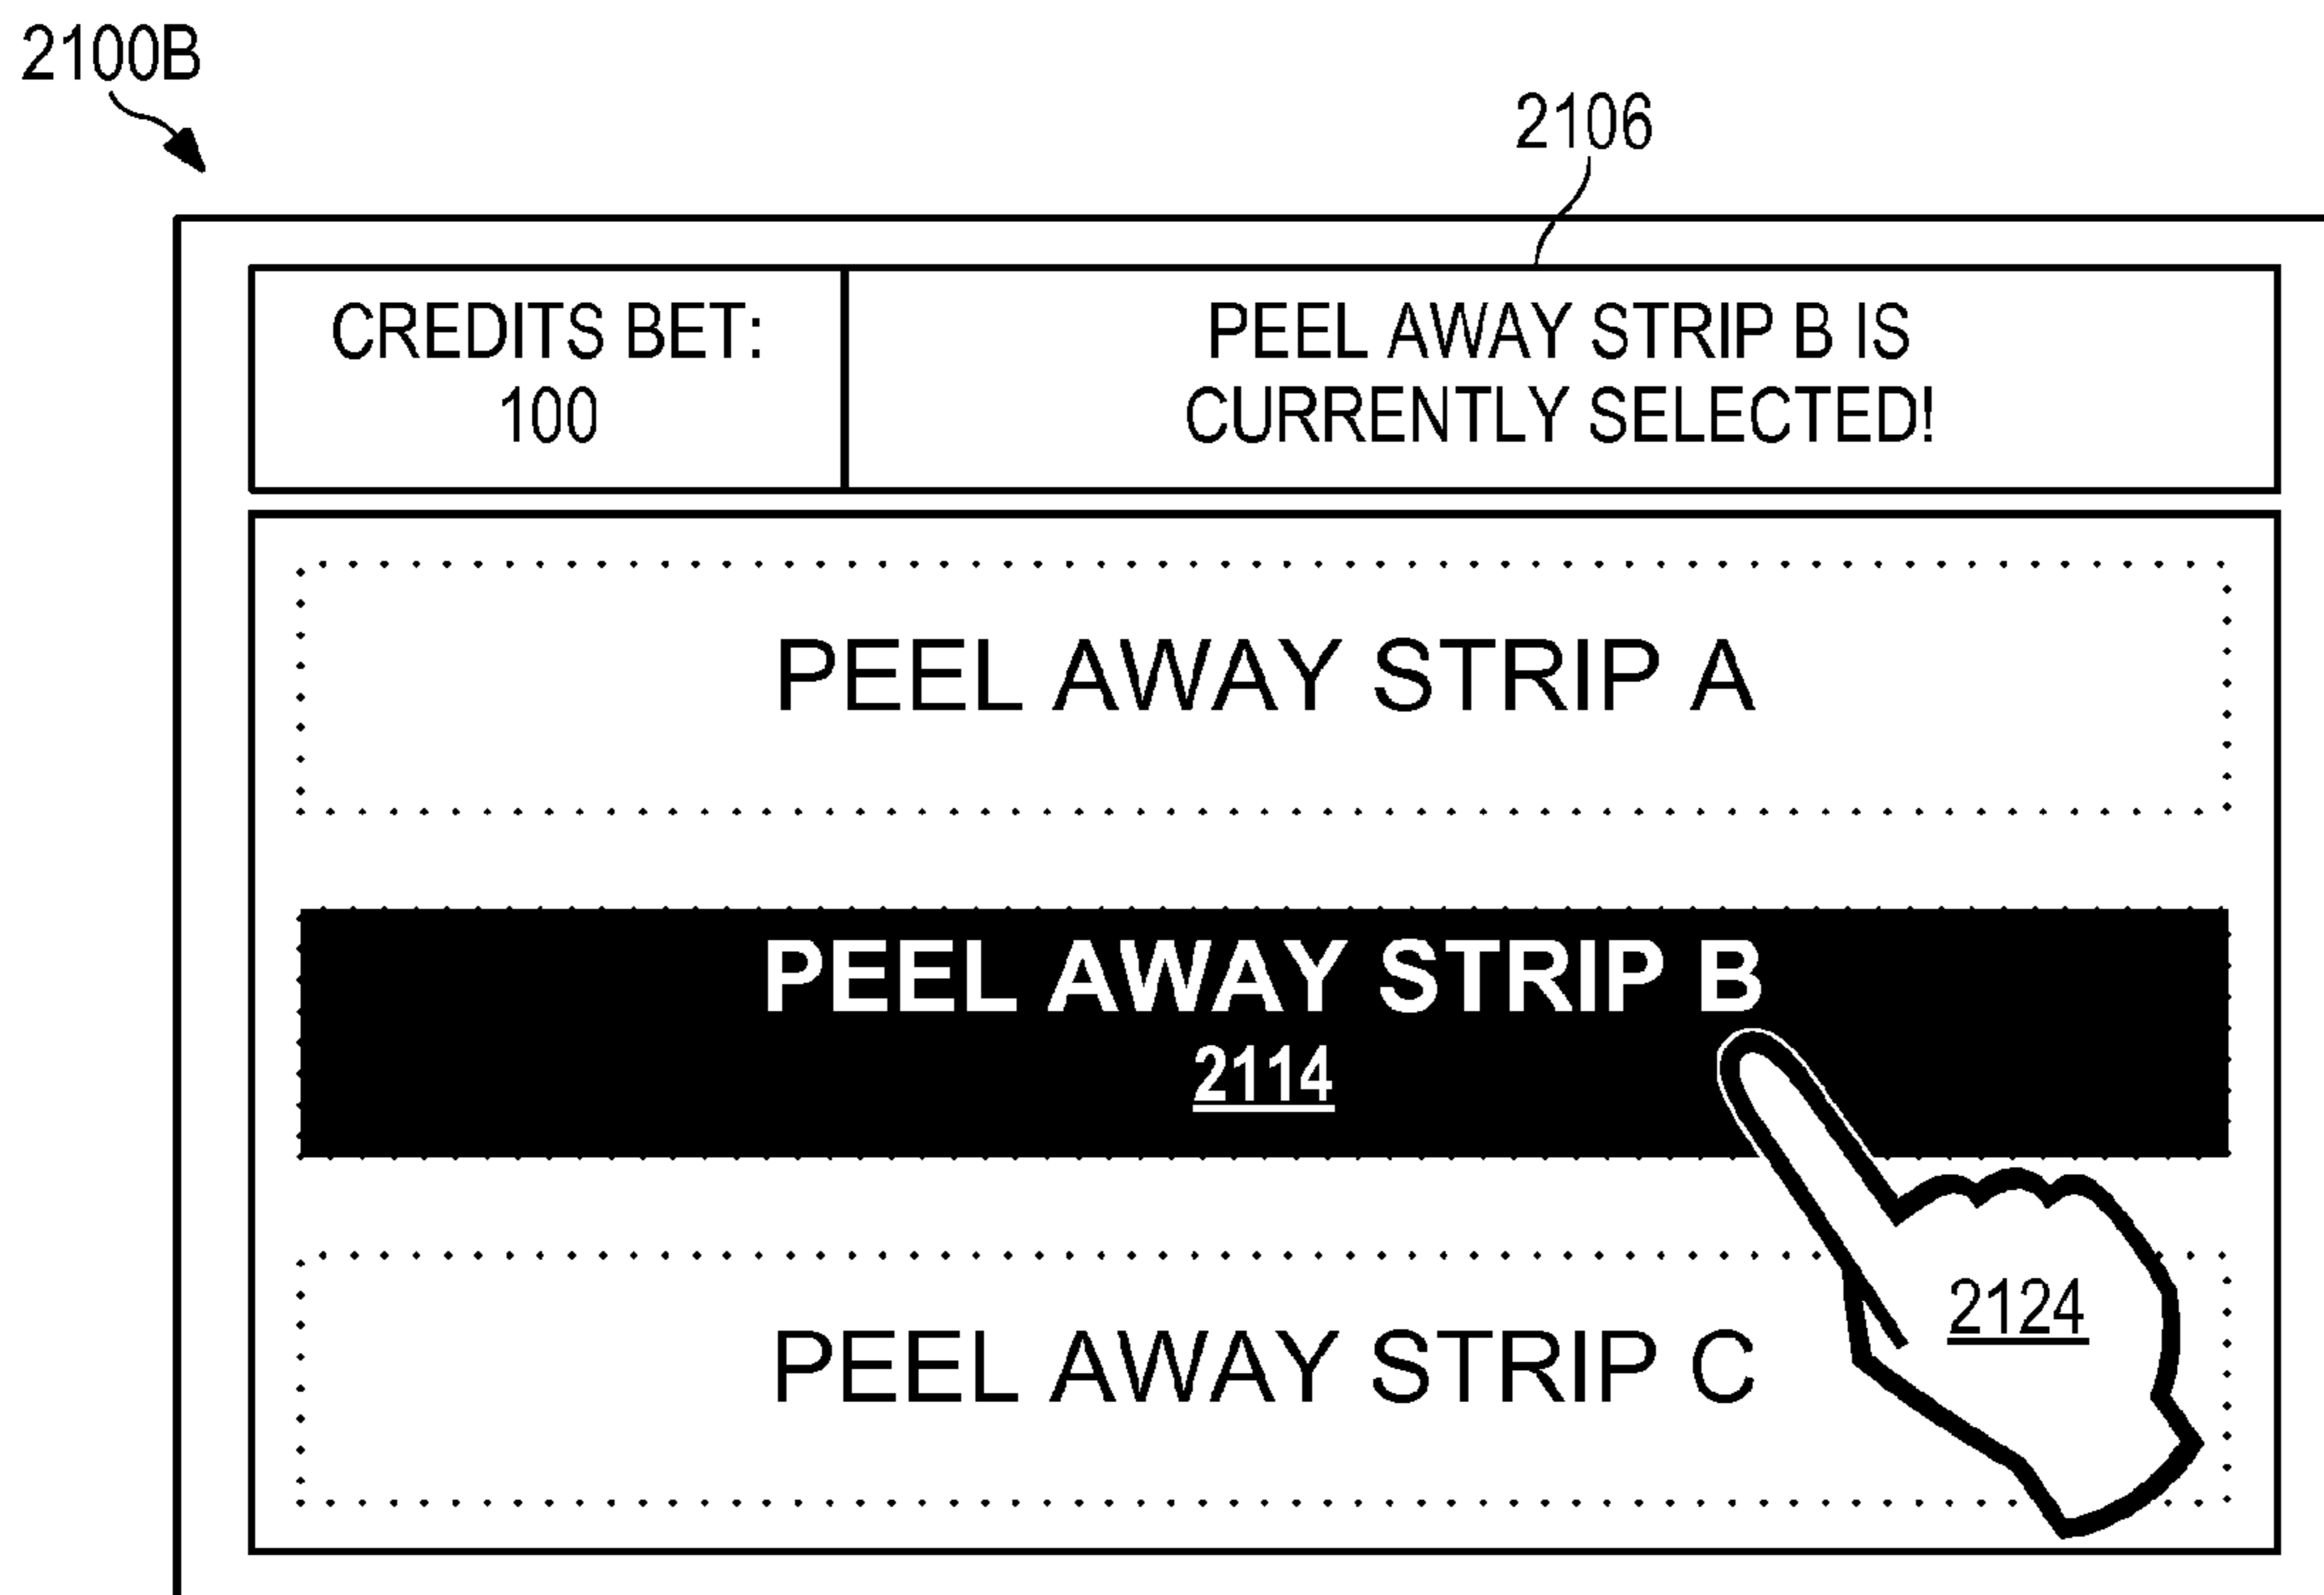 2100B
2106
CREDITS BET:
100
PEEL AWAY STRIP B IS
CURRENTLY SELECTED!
PEEL AWAY STRIP A
PEEL AWAY STRIP B
2114
2124
PEEL AWAY STRIP C